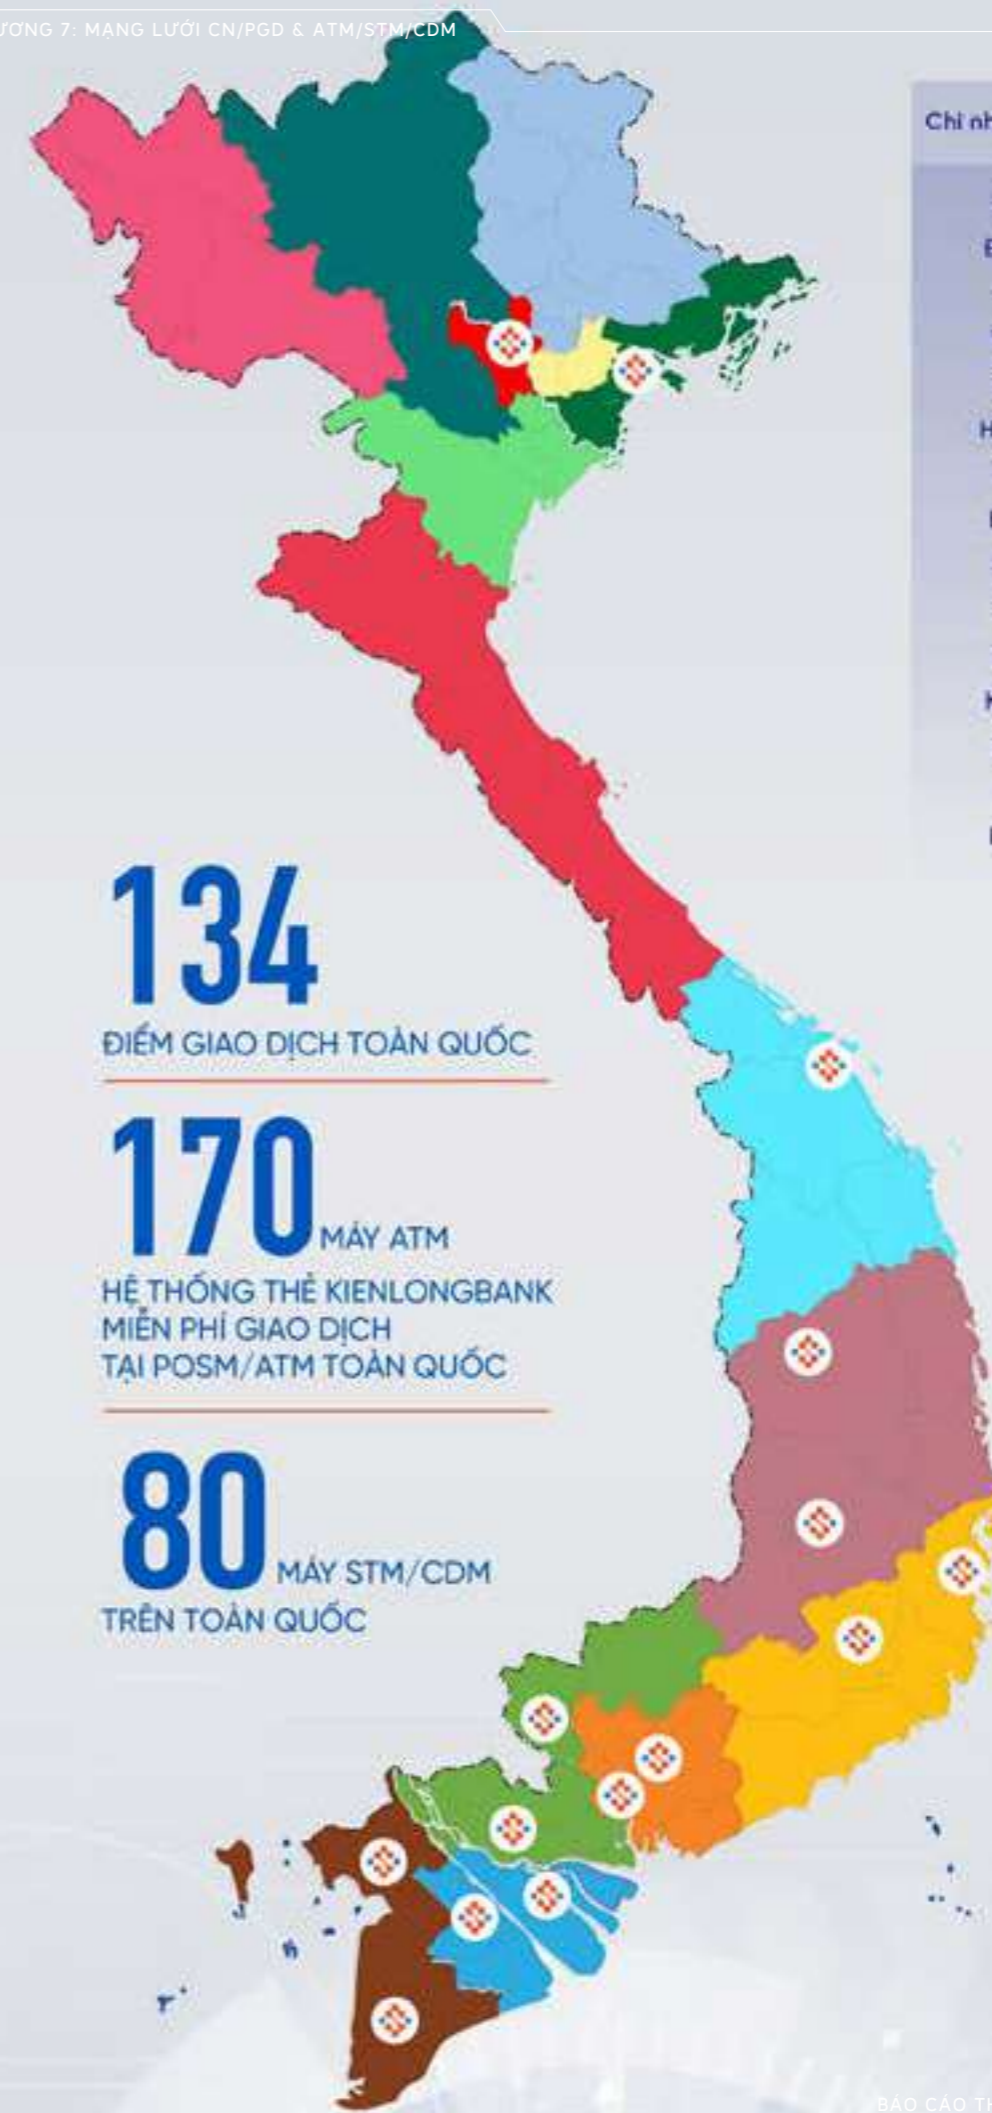 7: MẠNG LƯỚI CN/PGD & ATM/STM/CDM
Chi
134
ĐIỂM GIAO DỊCH TOÀN QUỐC
170 MÁY ATM
HỆ THỐNG THẺ KIENLONGBANK
MIỄN PHÍ GIAO DỊCH
TẠI POSM/ATM TOÀN QUỐC
80 MÁY STM/CDM
TRÊN TOÀN QUỐC
BÁO CÁO